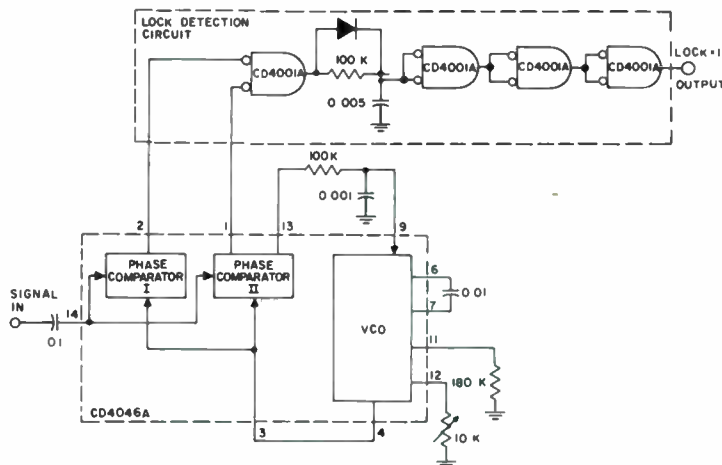 LOCK DETECTION
CIRCUIT
CD4001A
100 K
0 005
CD4001A
CD4001A
CD4001A
LOCK=1
OUTPUT
100K
0 001
2
1
13
9
PHASE
COMPARATOR
I
PHASE
COMPARATOR
II
VCO
6
7
0 01
11
12
180 K
10 K
SIGNAL
IN
14
01
CD4046A
3
4